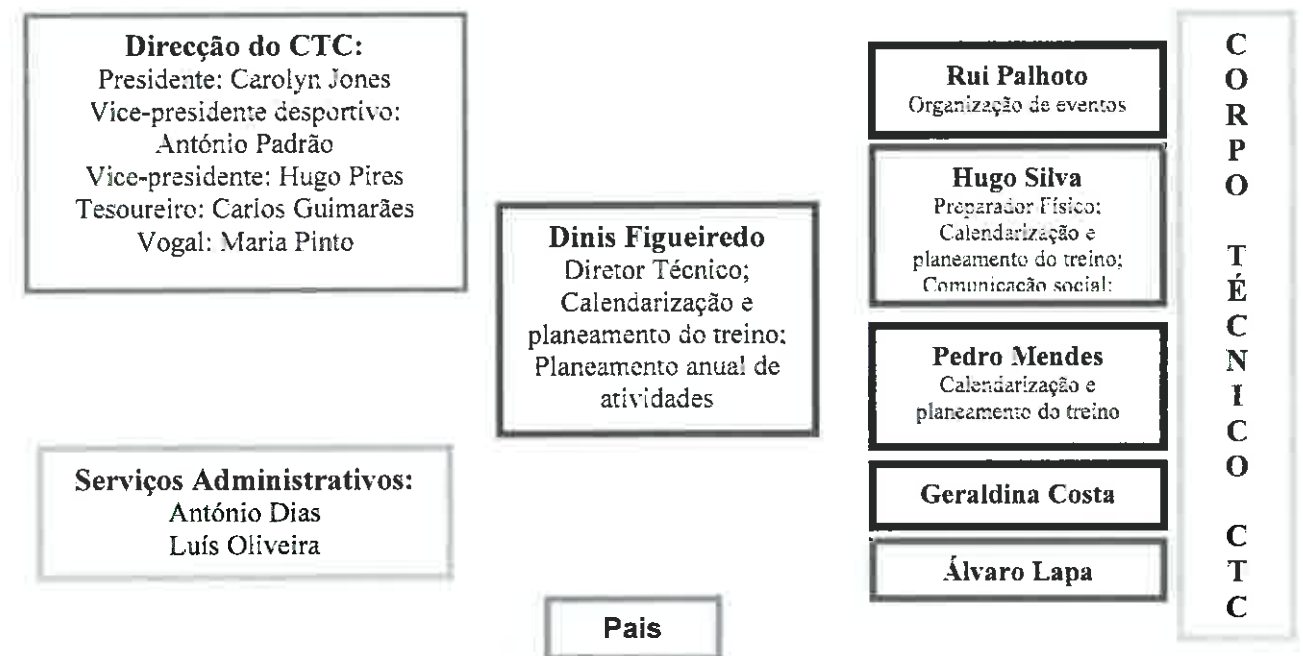 Direcção do CTC:
Presidente: Carolyn Jones
Vice-presidente desportivo:
António Padrão
Vice-presidente: Hugo Pires
Tesoureiro: Carlos Guimarães
Vogal: Maria Pinto
Serviços Administrativos:
António Dias
Luís Oliveira
Dinis Figueiredo
Diretor Técnico;
Calendarização e
planeamento do treino;
Planeamento anual de
atividades
Pais
Rui Palhoto
Organização de eventos
Hugo Silva
Preparador Físico;
Calendarização e
planeamento do treino;
Comunicação social;
Pedro Mendes
Calendarização e
planeamento do treino
Geraldina Costa
Álvaro Lapa
CORPO TÉCNICO CTC